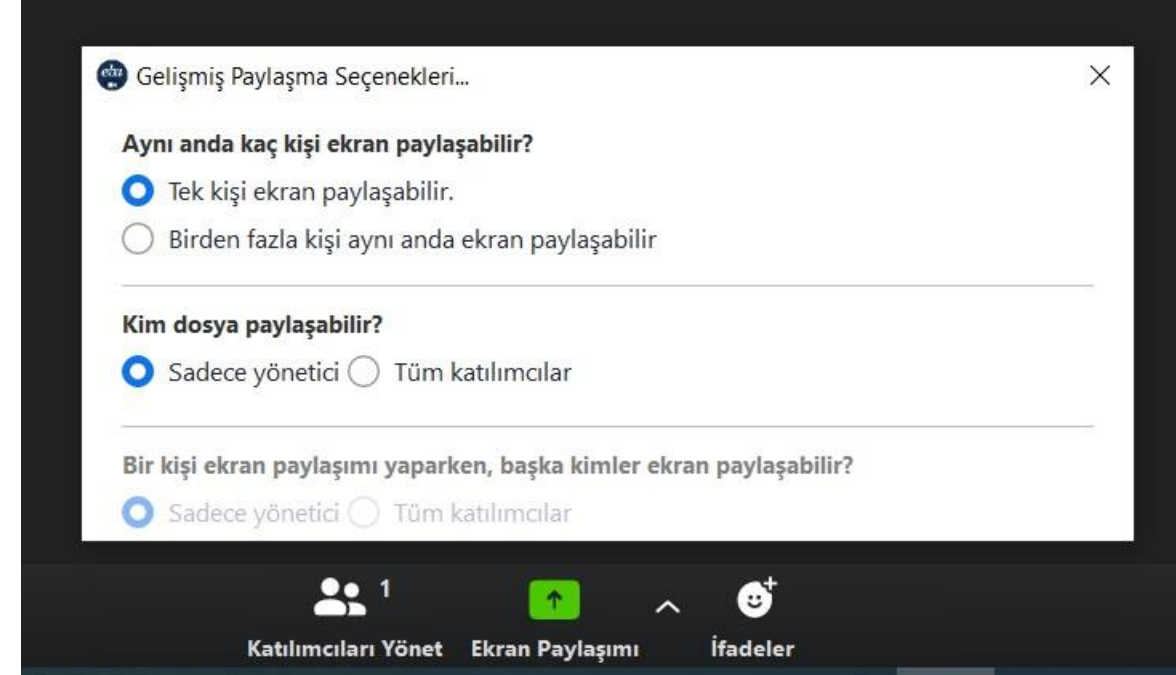 eba
Gelişmiş Paylaşma Seçenekleri...
Aynı anda kaç kişi ekran paylaşabilir?
Tek kişi ekran paylaşabilir.
Birden fazla kişi aynı anda ekran paylaşabilir
Kim dosya paylaşabilir?
Sadece yönetici Tüm katılımcılar
Bir kişi ekran paylaşımı yaparken, başka kimler ekran paylaşabilir?
Sadece yönetici Tüm katılımcılar
1
Katılımcıları Yönet Ekran Paylaşımı İfadeler